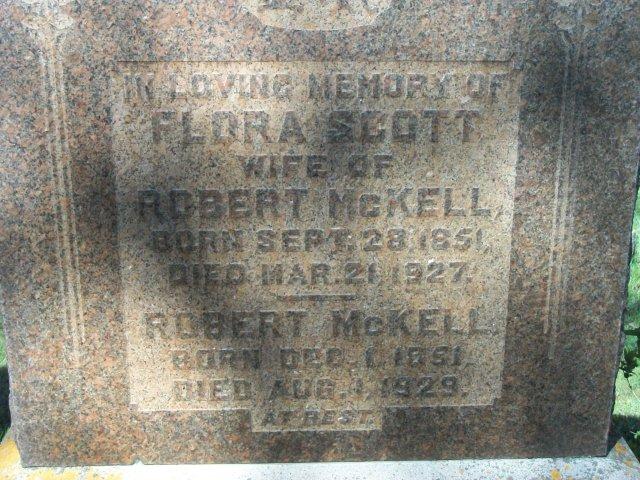 IN LOVING MEMORY OF
FLORA SCOTT
WIFE OF
ROBERT McKELL
BORN SEPT. 28, 1851.
DIED MAR. 21, 1927.
ROBERT McKELL
BORN DEC. 1, 1851.
DIED AUG. 1, 1929.
AT REST.